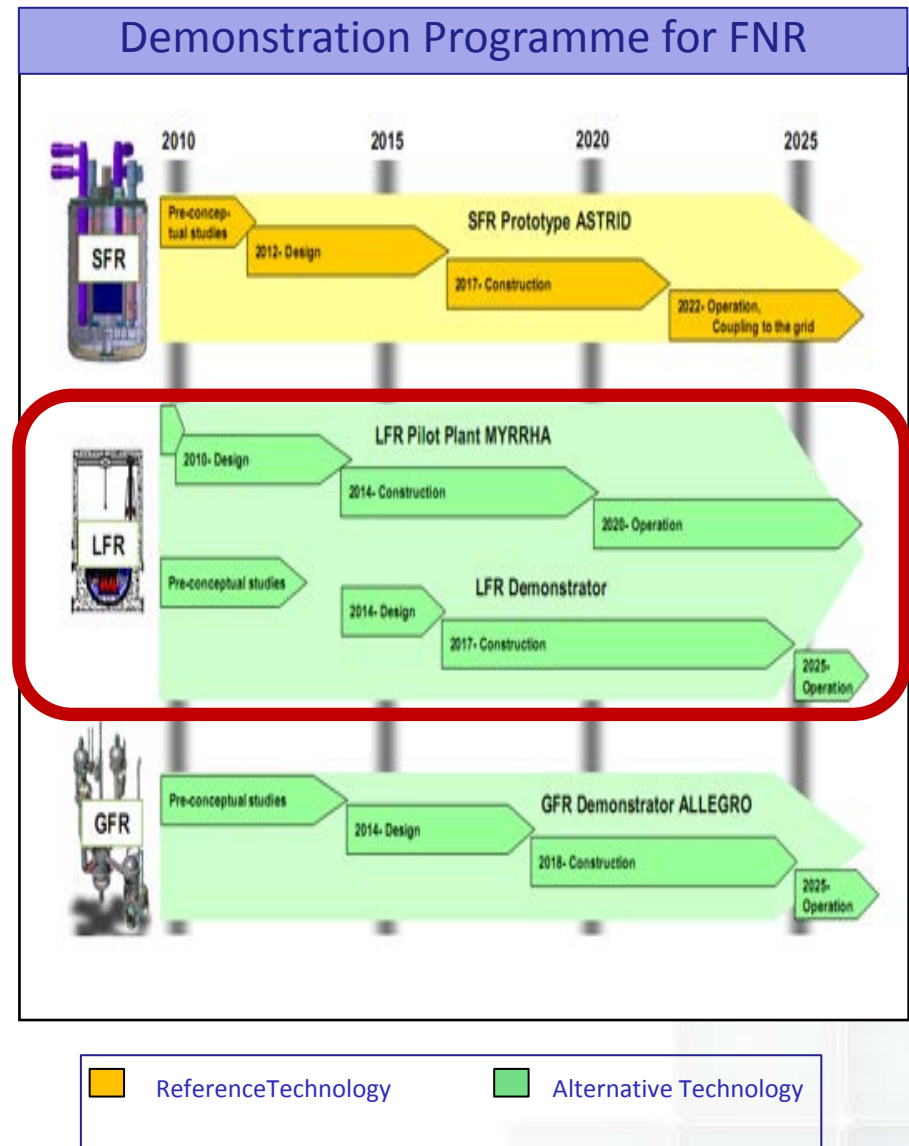 Demonstration Programme for FNR
2010
2015
2020
2025
SFR
Pre-concep-
tual studies
SFR Prototype ASTRID
2012- Design
2017- Construction
2022- Operation,
Coupling to the grid
LFR
LFR Pilot Plant MYRRHA
2010- Design
2014- Construction
2020- Operation
Pre-conceptual studies
LFR Demonstrator
2014- Design
2017- Construction
2025-
Operation
GFR
Pre-conceptual studies
GFR Demonstrator ALLEGRO
2014- Design
2018- Construction
2025-
Operation
ReferenceTechnology
Alternative Technology